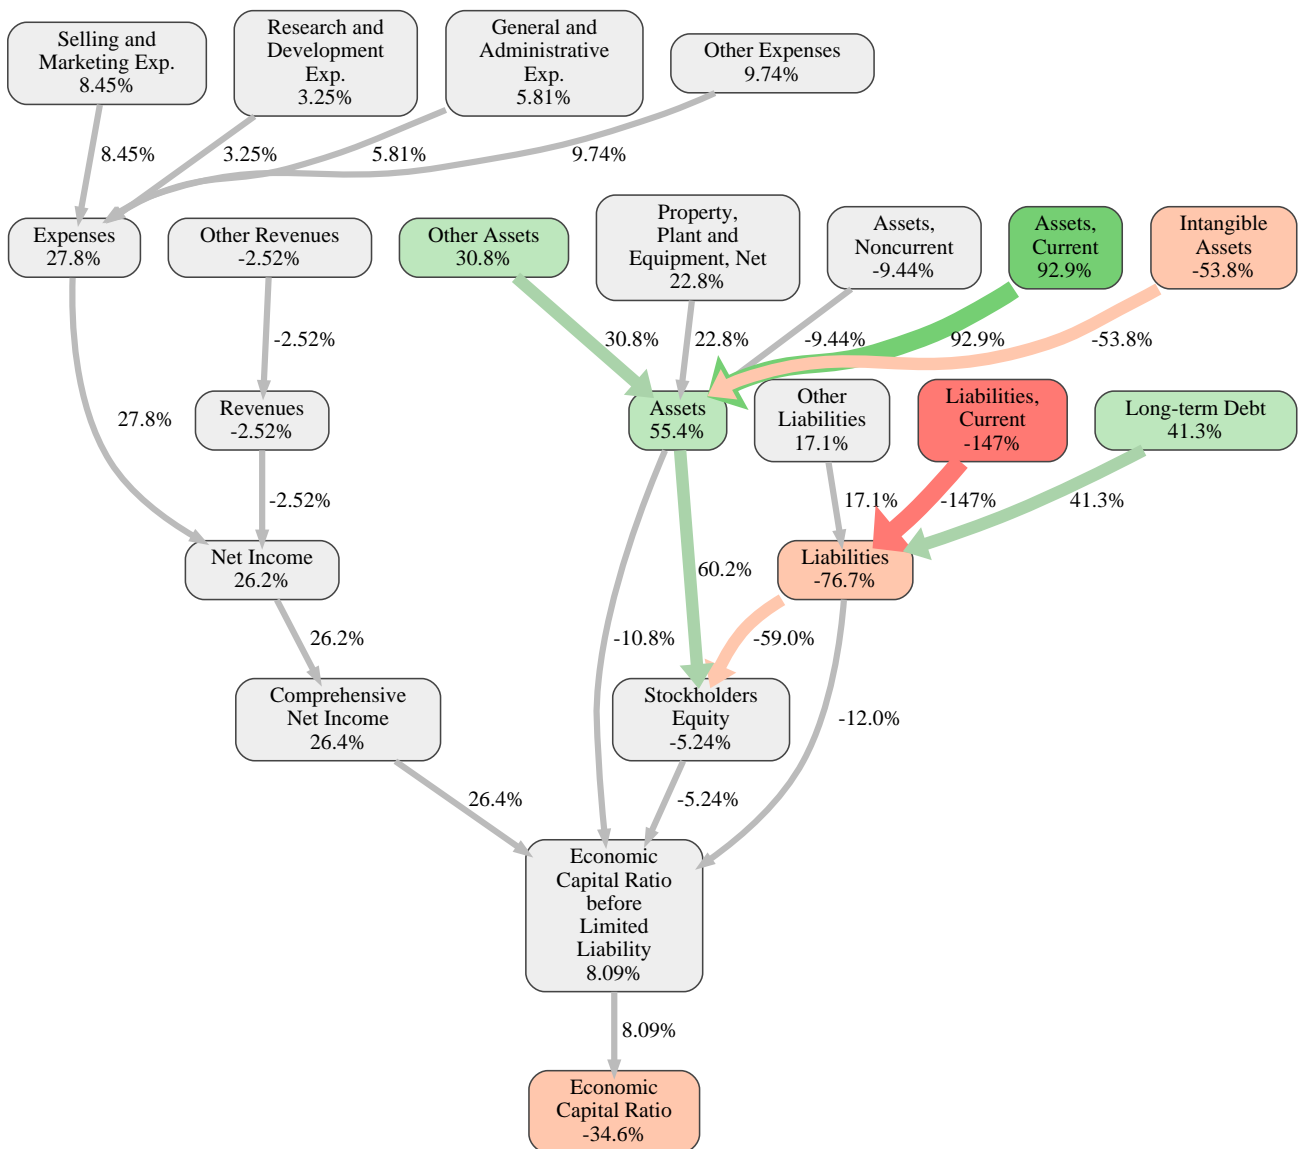 Selling and
Marketing Exp.
8.45%
Research and
Development
Exp.
3.25%
General and
Administrative
Exp.
5.81%
Other Expenses
9.74%
8.45%
3.25%
5.81%
9.74%
Expenses
27.8%
Other Revenues
-2.52%
Other Assets
30.8%
Property,
Plant and
Equipment, Net
22.8%
Assets,
Noncurrent
-9.44%
Assets,
Current
92.9%
Intangible
Assets
-53.8%
-2.52%
30.8%
22.8%
-9.44%
92.9%
-53.8%
27.8%
Revenues
-2.52%
Assets
55.4%
Other
Liabilities
17.1%
Liabilities,
Current
-147%
Long-term Debt
41.3%
-2.52%
17.1%
-147%
41.3%
Net Income
26.2%
60.2%
Liabilities
-76.7%
26.2%
-10.8%
-59.0%
Comprehensive
Net Income
26.4%
Stockholders
Equity
-5.24%
-12.0%
26.4%
-5.24%
Economic
Capital Ratio
before
Limited
Liability
8.09%
8.09%
Economic
Capital Ratio
-34.6%